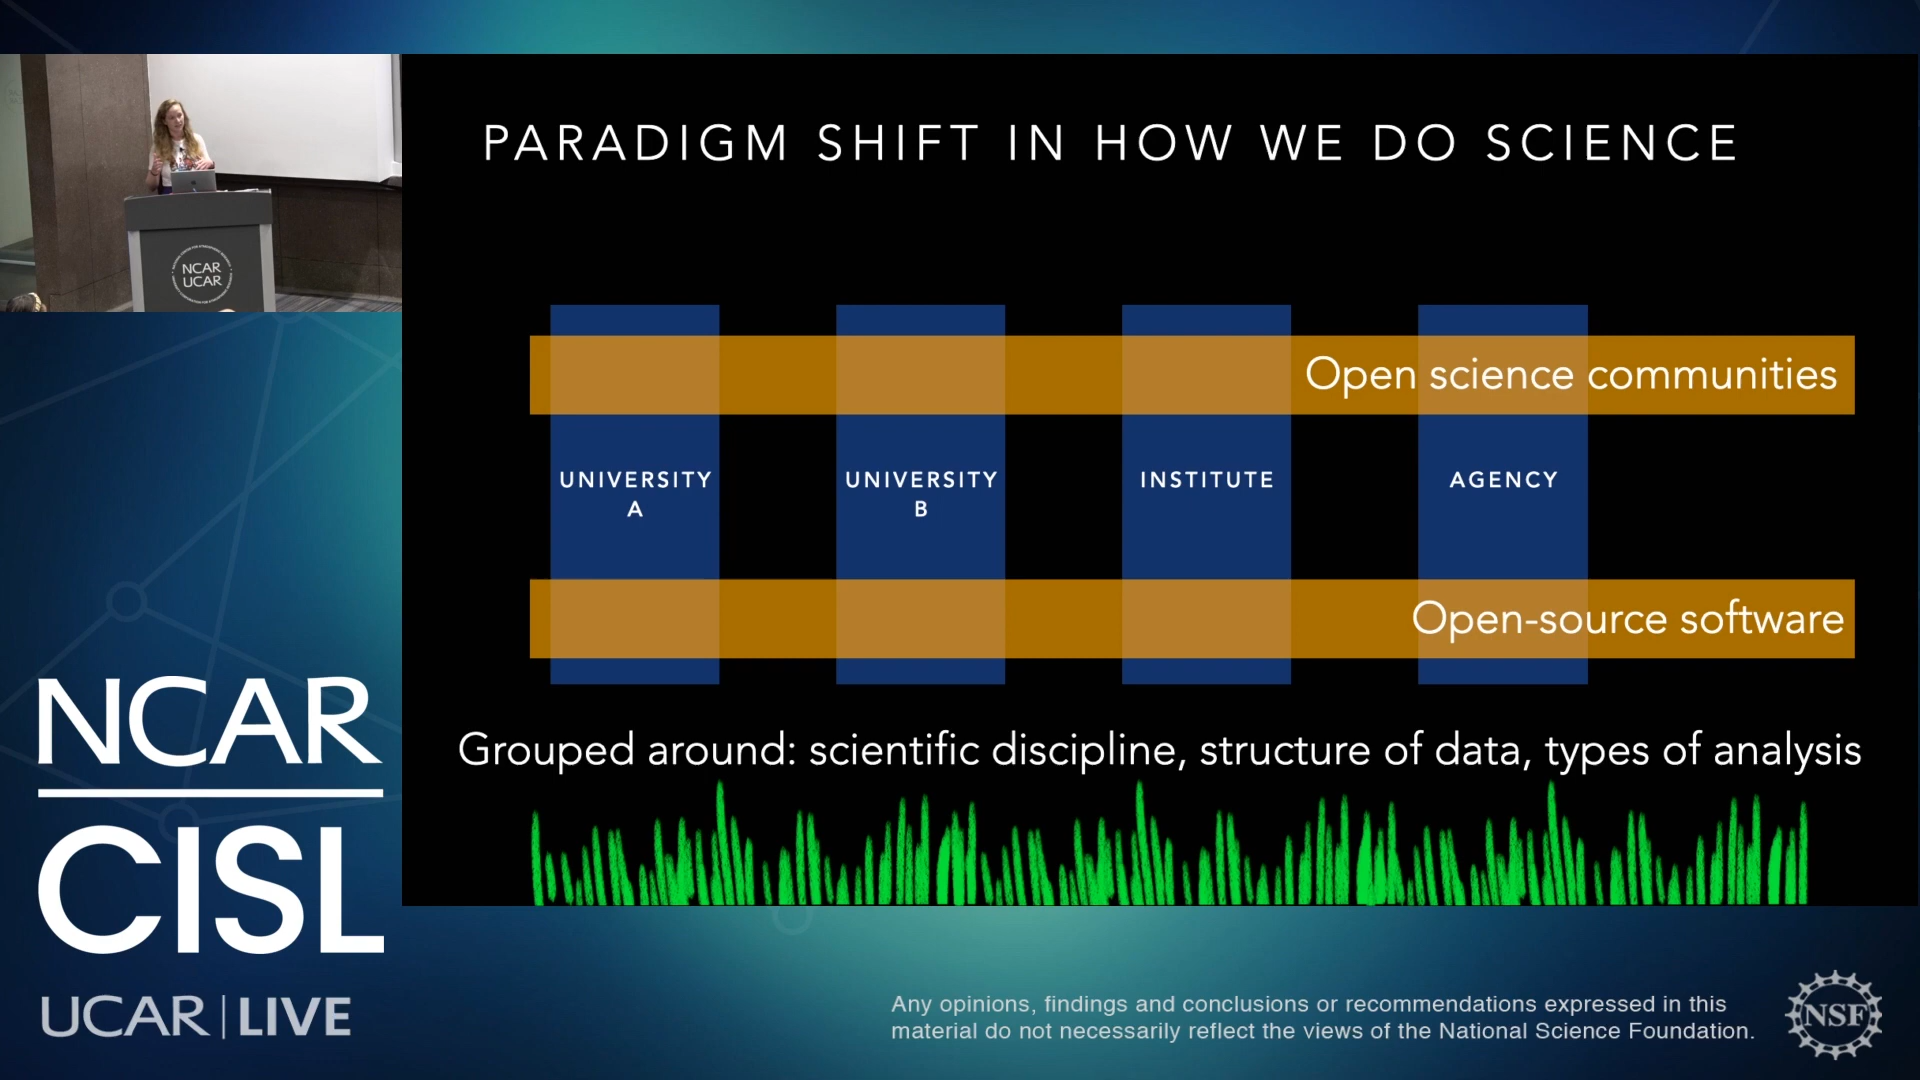 PARADIGM SHIFT IN HOW WE DO SCIENCE
Open science communities
UNIVERSITY
A
UNIVERSITY
B
INSTITUTE
AGENCY
Open-source software
Grouped around: scientific discipline, structure of data, types of analysis
NCAR
UCAR
NCAR
CISL
UCAR | LIVE
Any opinions, findings and conclusions or recommendations expressed in this
material do not necessarily reflect the views of the National Science Foundation.
NSF